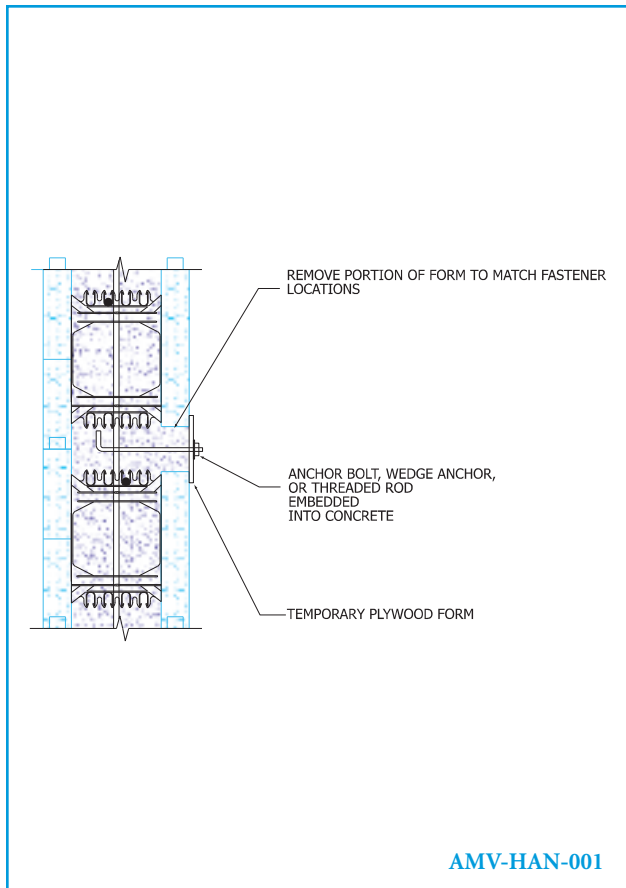 REMOVE PORTION OF FORM TO MATCH FASTENER
LOCATIONS
ANCHOR BOLT, WEDGE ANCHOR,
OR THREADED ROD
EMBEDDED
INTO CONCRETE
TEMPORARY PLYWOOD FORM
AMV-HAN-001